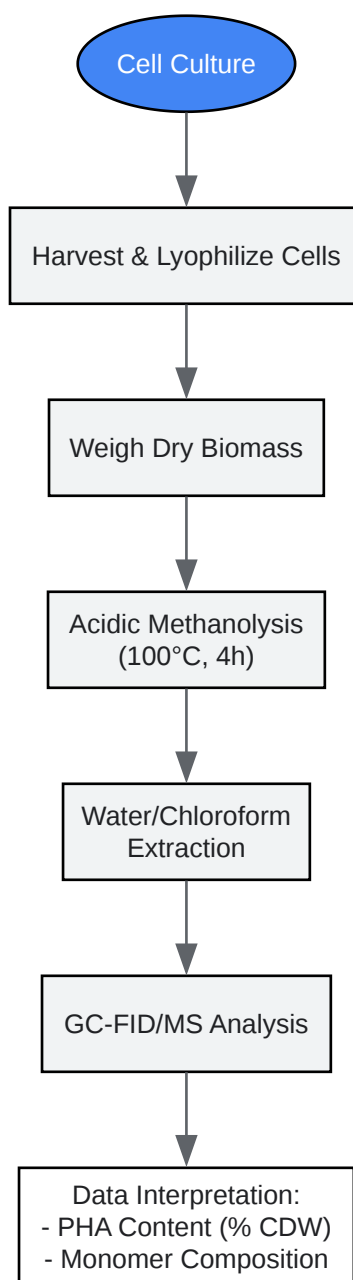 Cell Culture
Harvest & Lyophilize Cells
Weigh Dry Biomass
Acidic Methanolysis
(100°C, 4h)
Water/Chloroform
Extraction
GC-FID/MS Analysis
Data Interpretation:
- PHA Content (% CDW)
- Monomer Composition